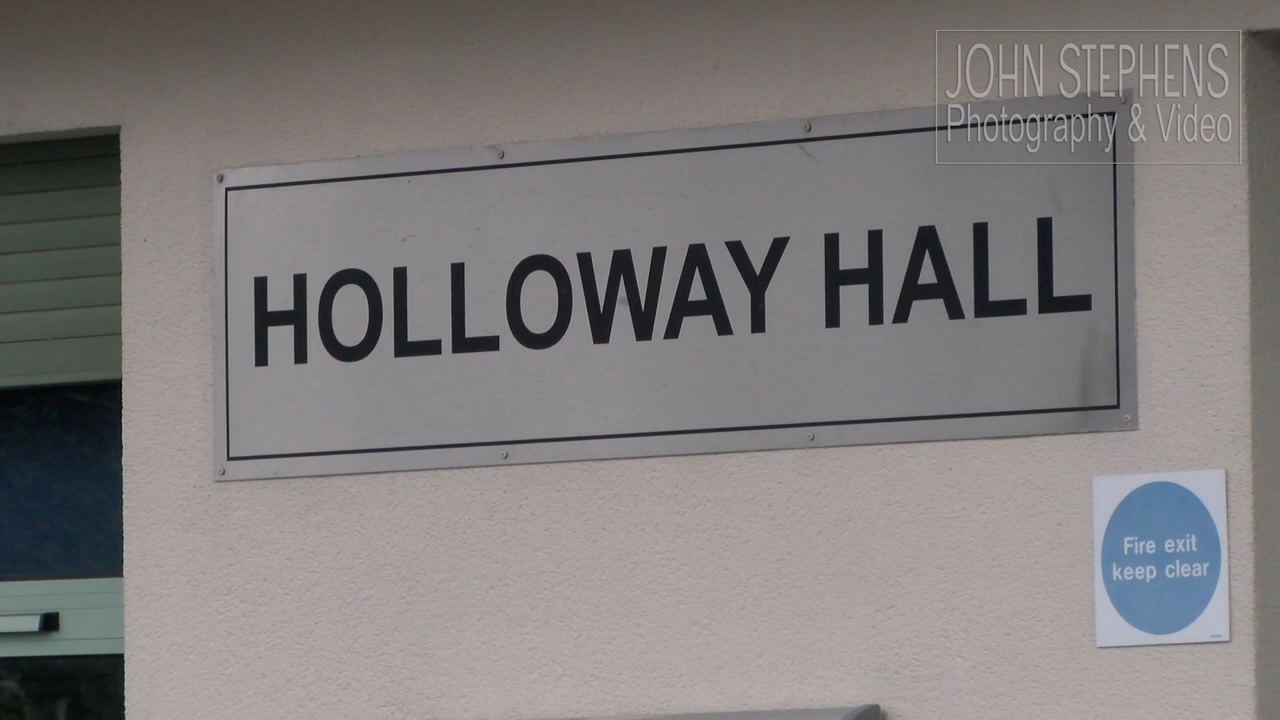 JOHN STEPHENS
Photography & Video
HOLLOWAY HALL
Fire exit
keep clear